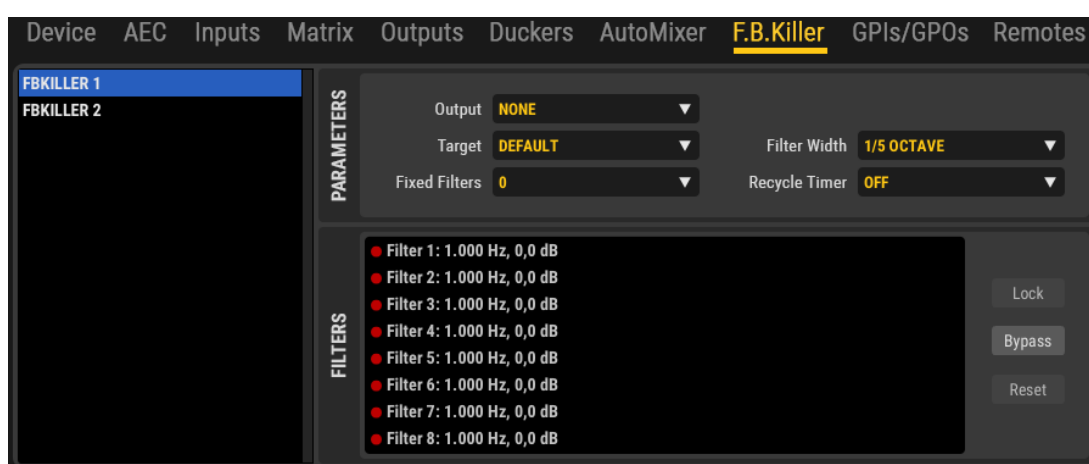 Device AEC Inputs Matrix Outputs Duckers AutoMixer F.B.Killer GPIs/GPOs Remotes
FBKILLER 1
FBKILLER 2
PARAMETERS
Output NONE
Target DEFAULT Filter Width 1/5 OCTAVE
Fixed Filters 0 Recycle Timer OFF
FILTERS
Filter 1: 1.000 Hz, 0,0 dB
Filter 2: 1.000 Hz, 0,0 dB
Filter 3: 1.000 Hz, 0,0 dB
Filter 4: 1.000 Hz, 0,0 dB
Filter 5: 1.000 Hz, 0,0 dB
Filter 6: 1.000 Hz, 0,0 dB
Filter 7: 1.000 Hz, 0,0 dB
Filter 8: 1.000 Hz, 0,0 dB
Lock
Bypass
Reset